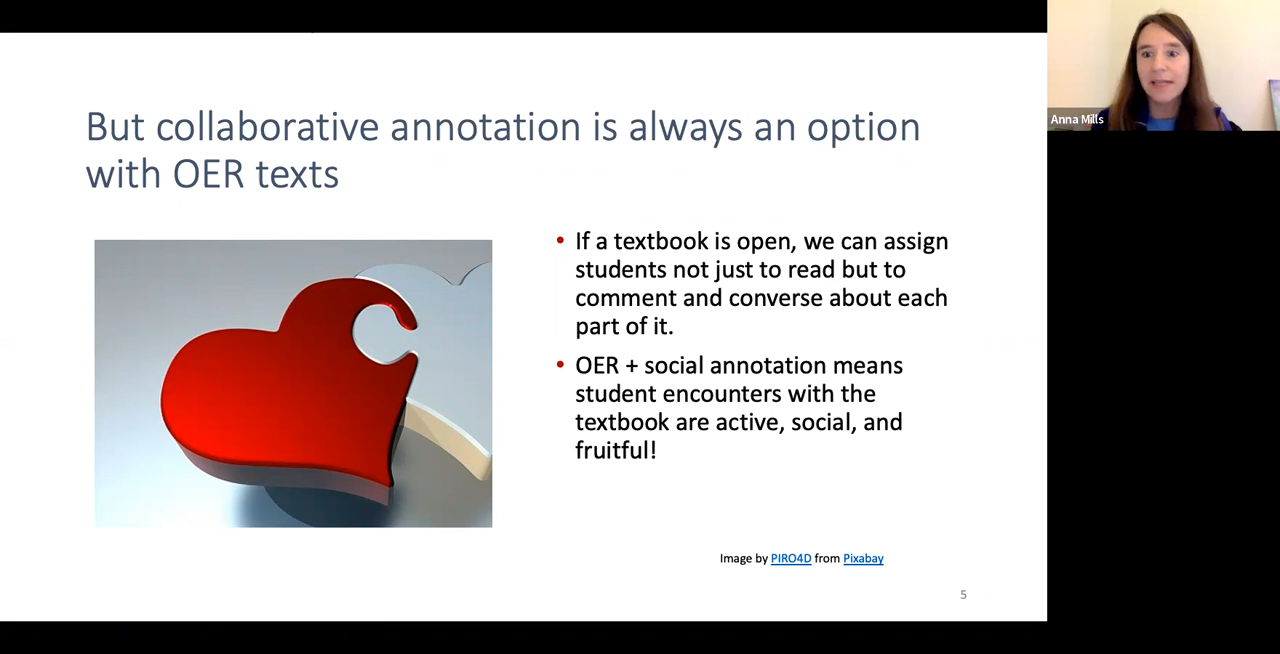 But collaborative annotation is always an option
with OER texts
• If a textbook is open, we can assign
students not just to read but to
comment and converse about each
part of it.
• OER + social annotation means
student encounters with the
textbook are active, social, and
fruitful!
Image by PIRO4D from Pixabay
5
Anna Mills